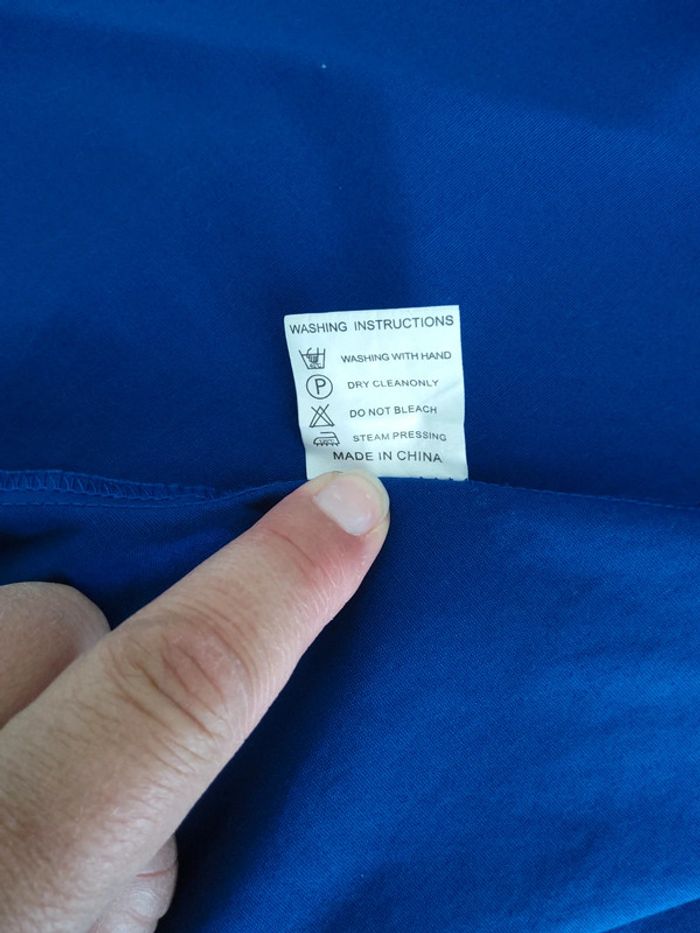 WASHING INSTRUCTIONS
WASHING WITH HAND
P DRY CLEANONLY
DO NOT BLEACH
STEAM PRESSING
MADE IN CHINA